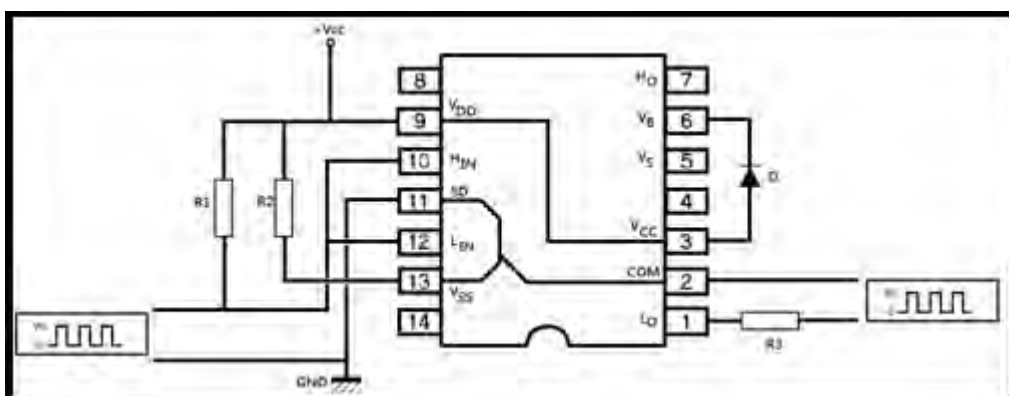 +Vcc
8
HO
7
VDD
9
VB
6
10
HIN
VS
5
R1
R2
11
SD
4
D
12
LIN
VCC
3
13
VSS
COM
2
14
LO
1
R3
GND